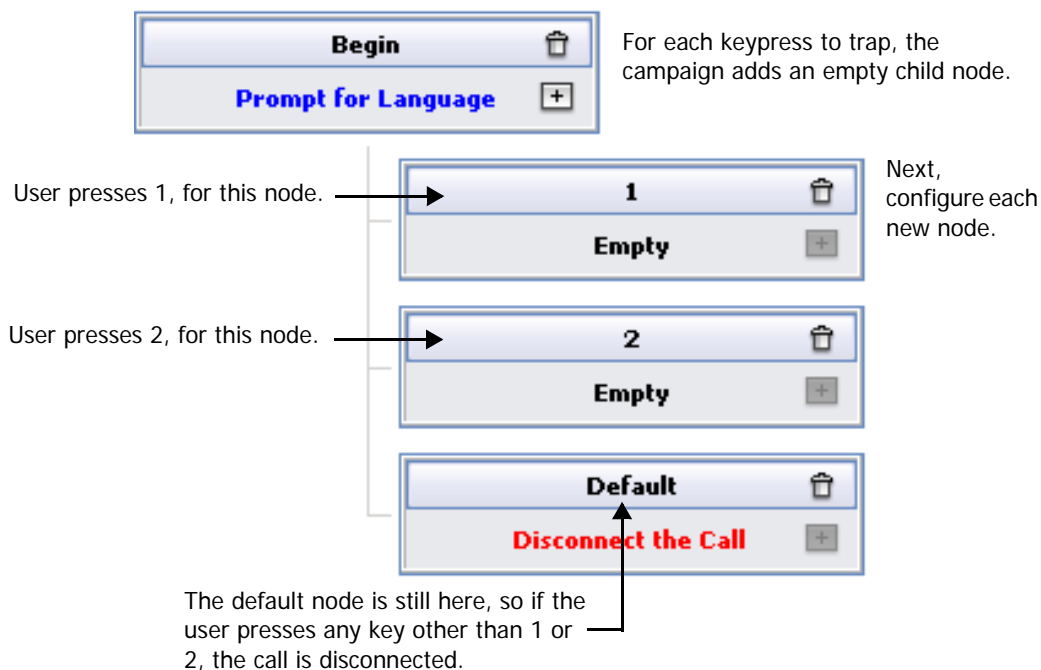 Begin
Prompt for Language
For each keypress to trap, the
campaign adds an empty child node.
User presses 1, for this node.
1
Empty
Next,
configure each
new node.
User presses 2, for this node.
2
Empty
Default
Disconnect the Call
The default node is still here, so if the
user presses any key other than 1 or
2, the call is disconnected.